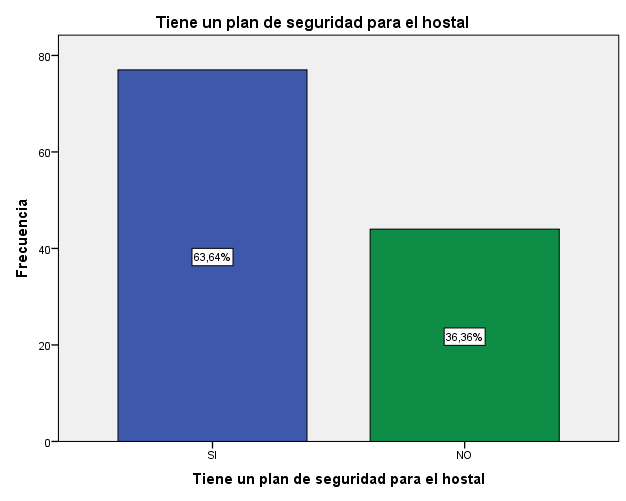 Tiene un plan de seguridad para el hostal
Frecuencia
80
60
40
20
0
63,64%
36,36%
SI
NO
Tiene un plan de seguridad para el hostal